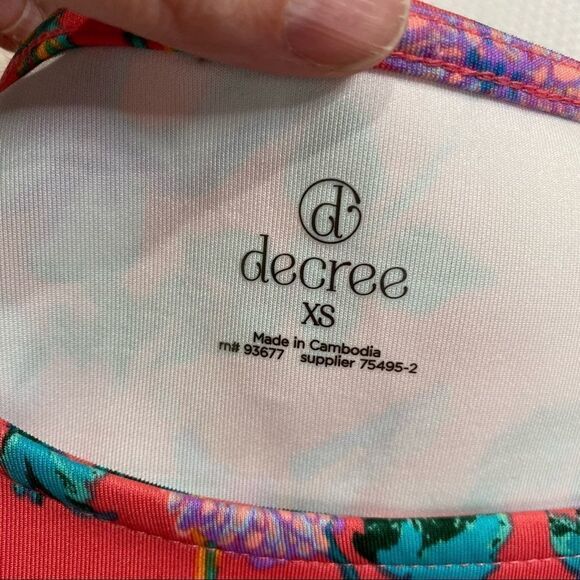 d
decree
XS
Made in Cambodia
rn# 93677 supplier 75495-2